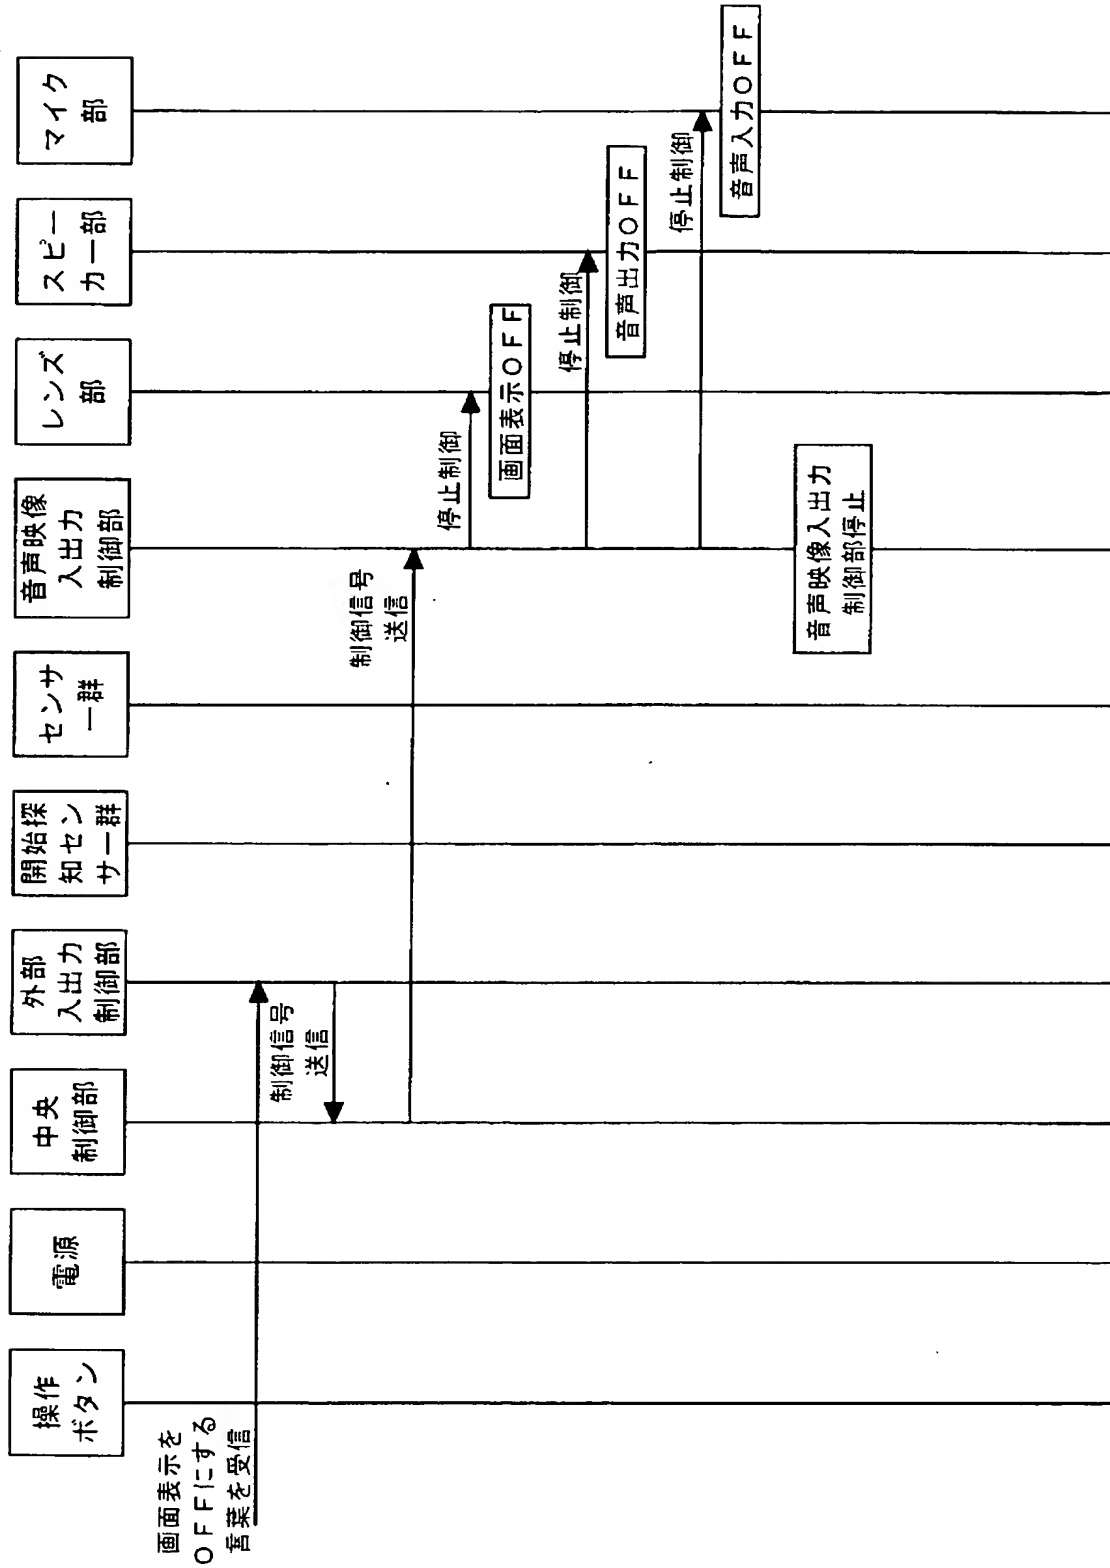 操作
ボタン
電源
中央
制御部
外部
入出力
制御部
開始探
知セン
サー群
センサ
ー群
音声映像
入出力
制御部
レンズ
部
スピー
カー部
マイク
部
画面表示を
OFFにする
言葉を受信
制御信号
送信
制御信号
送信
停止制御
画面表示OFF
停止制御
音声出力OFF
停止制御
音声入力OFF
音声映像入出力
制御部停止